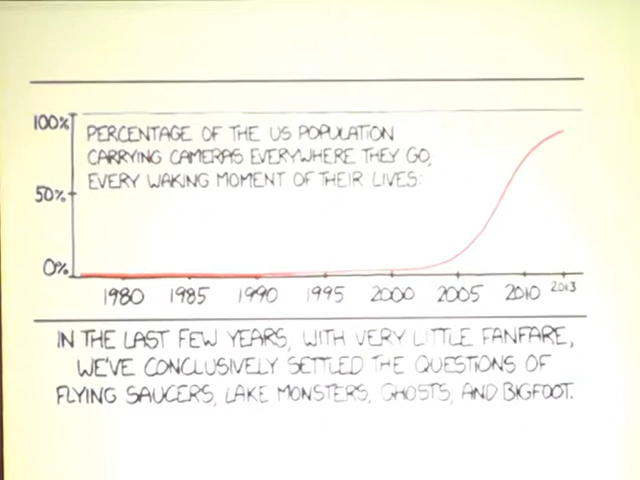 100%
PERCENTAGE OF THE US POPULATION
CARRYING CAMERAS EVERYWHERE THEY GO,
EVERY WAKING MOMENT OF THEIR LIVES:
50%
0%
1980 1985 1990 1995 2000 2005 2010 2013
IN THE LAST FEW YEARS, WITH VERY LITTLE FANFARE,
WE'VE CONCLUSIVELY SETTLED THE QUESTIONS OF
FLYING SAUCERS, LAKE MONSTERS, GHOSTS, AND BIGFOOT.